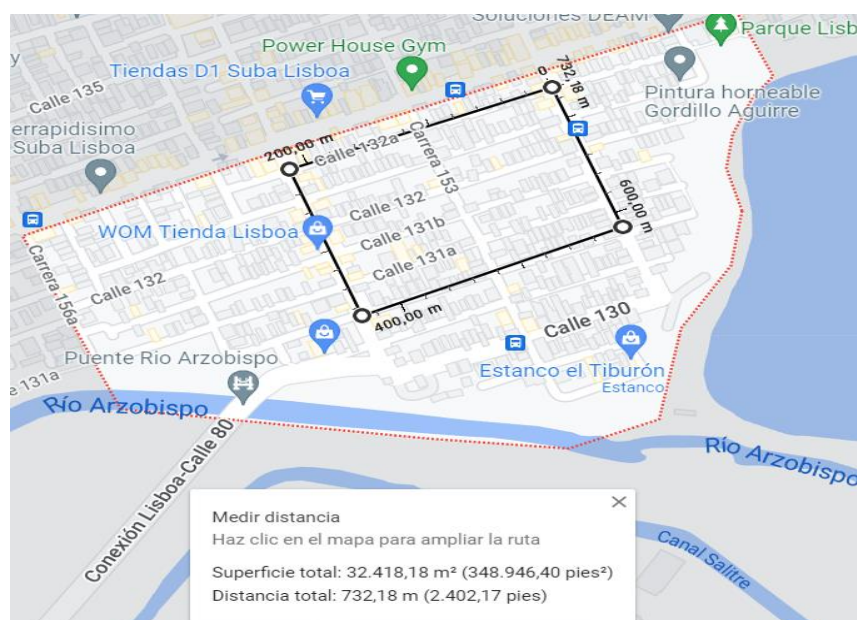 Soluciones DEAM
Parque Lisb
Power House Gym
Tiendas D1 Suba Lisboa
Calle 135
Pintura horneable
Gordillo Aguirre
errapidisimo
Suba Lisboa
0
732,18 m
200,00 m
Calle 132a
Carrera 153
600,00 m
Calle 132
WOM Tienda Lisboa
Calle 131b
Calle 131a
Carrera 156a
Calle 132
400,00 m
Calle 130
Puente Rio Arzobispo
Estanco el Tiburón
Estanco
e 131a
Río Arzobispo
Río Arzobispo
Conexión Lisboa-Calle 80
Canal Salitre
Medir distancia
Haz clic en el mapa para ampliar la ruta
Superficie total: 32.418,18 m² (348.946,40 pies²)
Distancia total: 732,18 m (2.402,17 pies)